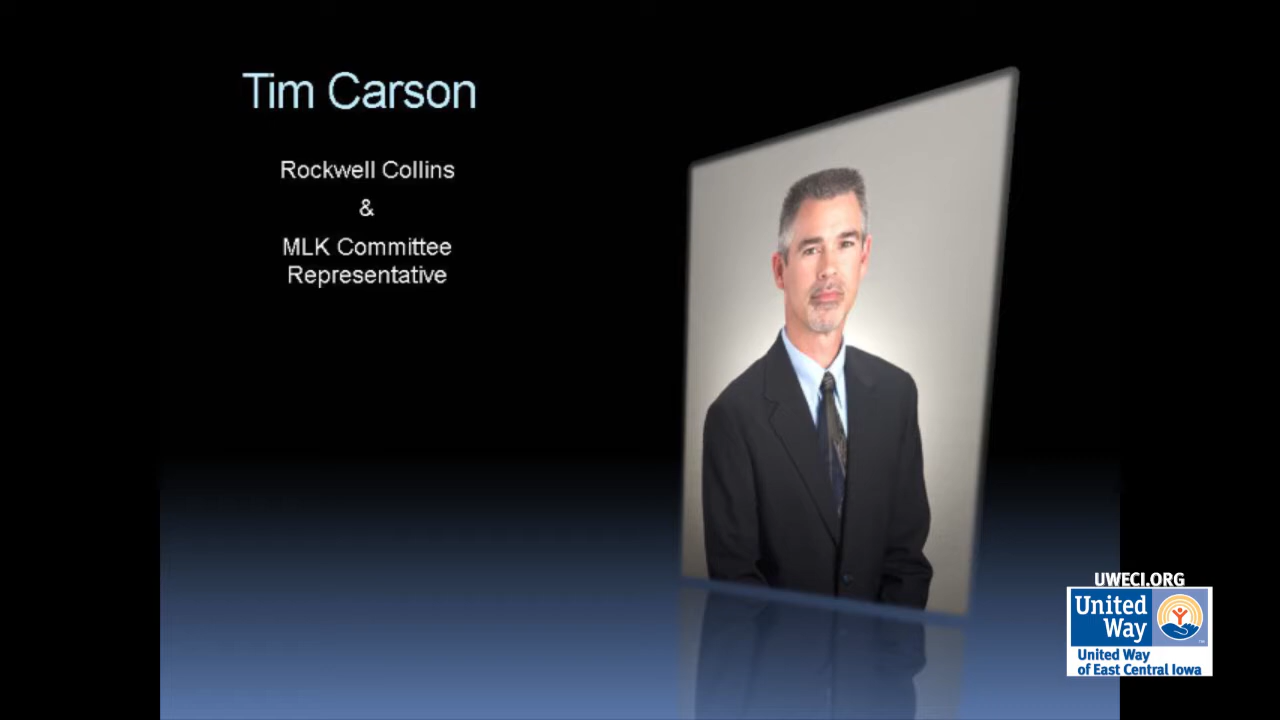 Tim Carson
Rockwell Collins
&
MLK Committee
Representative
UWECI.ORG
United
Way
United Way
of East Central Iowa